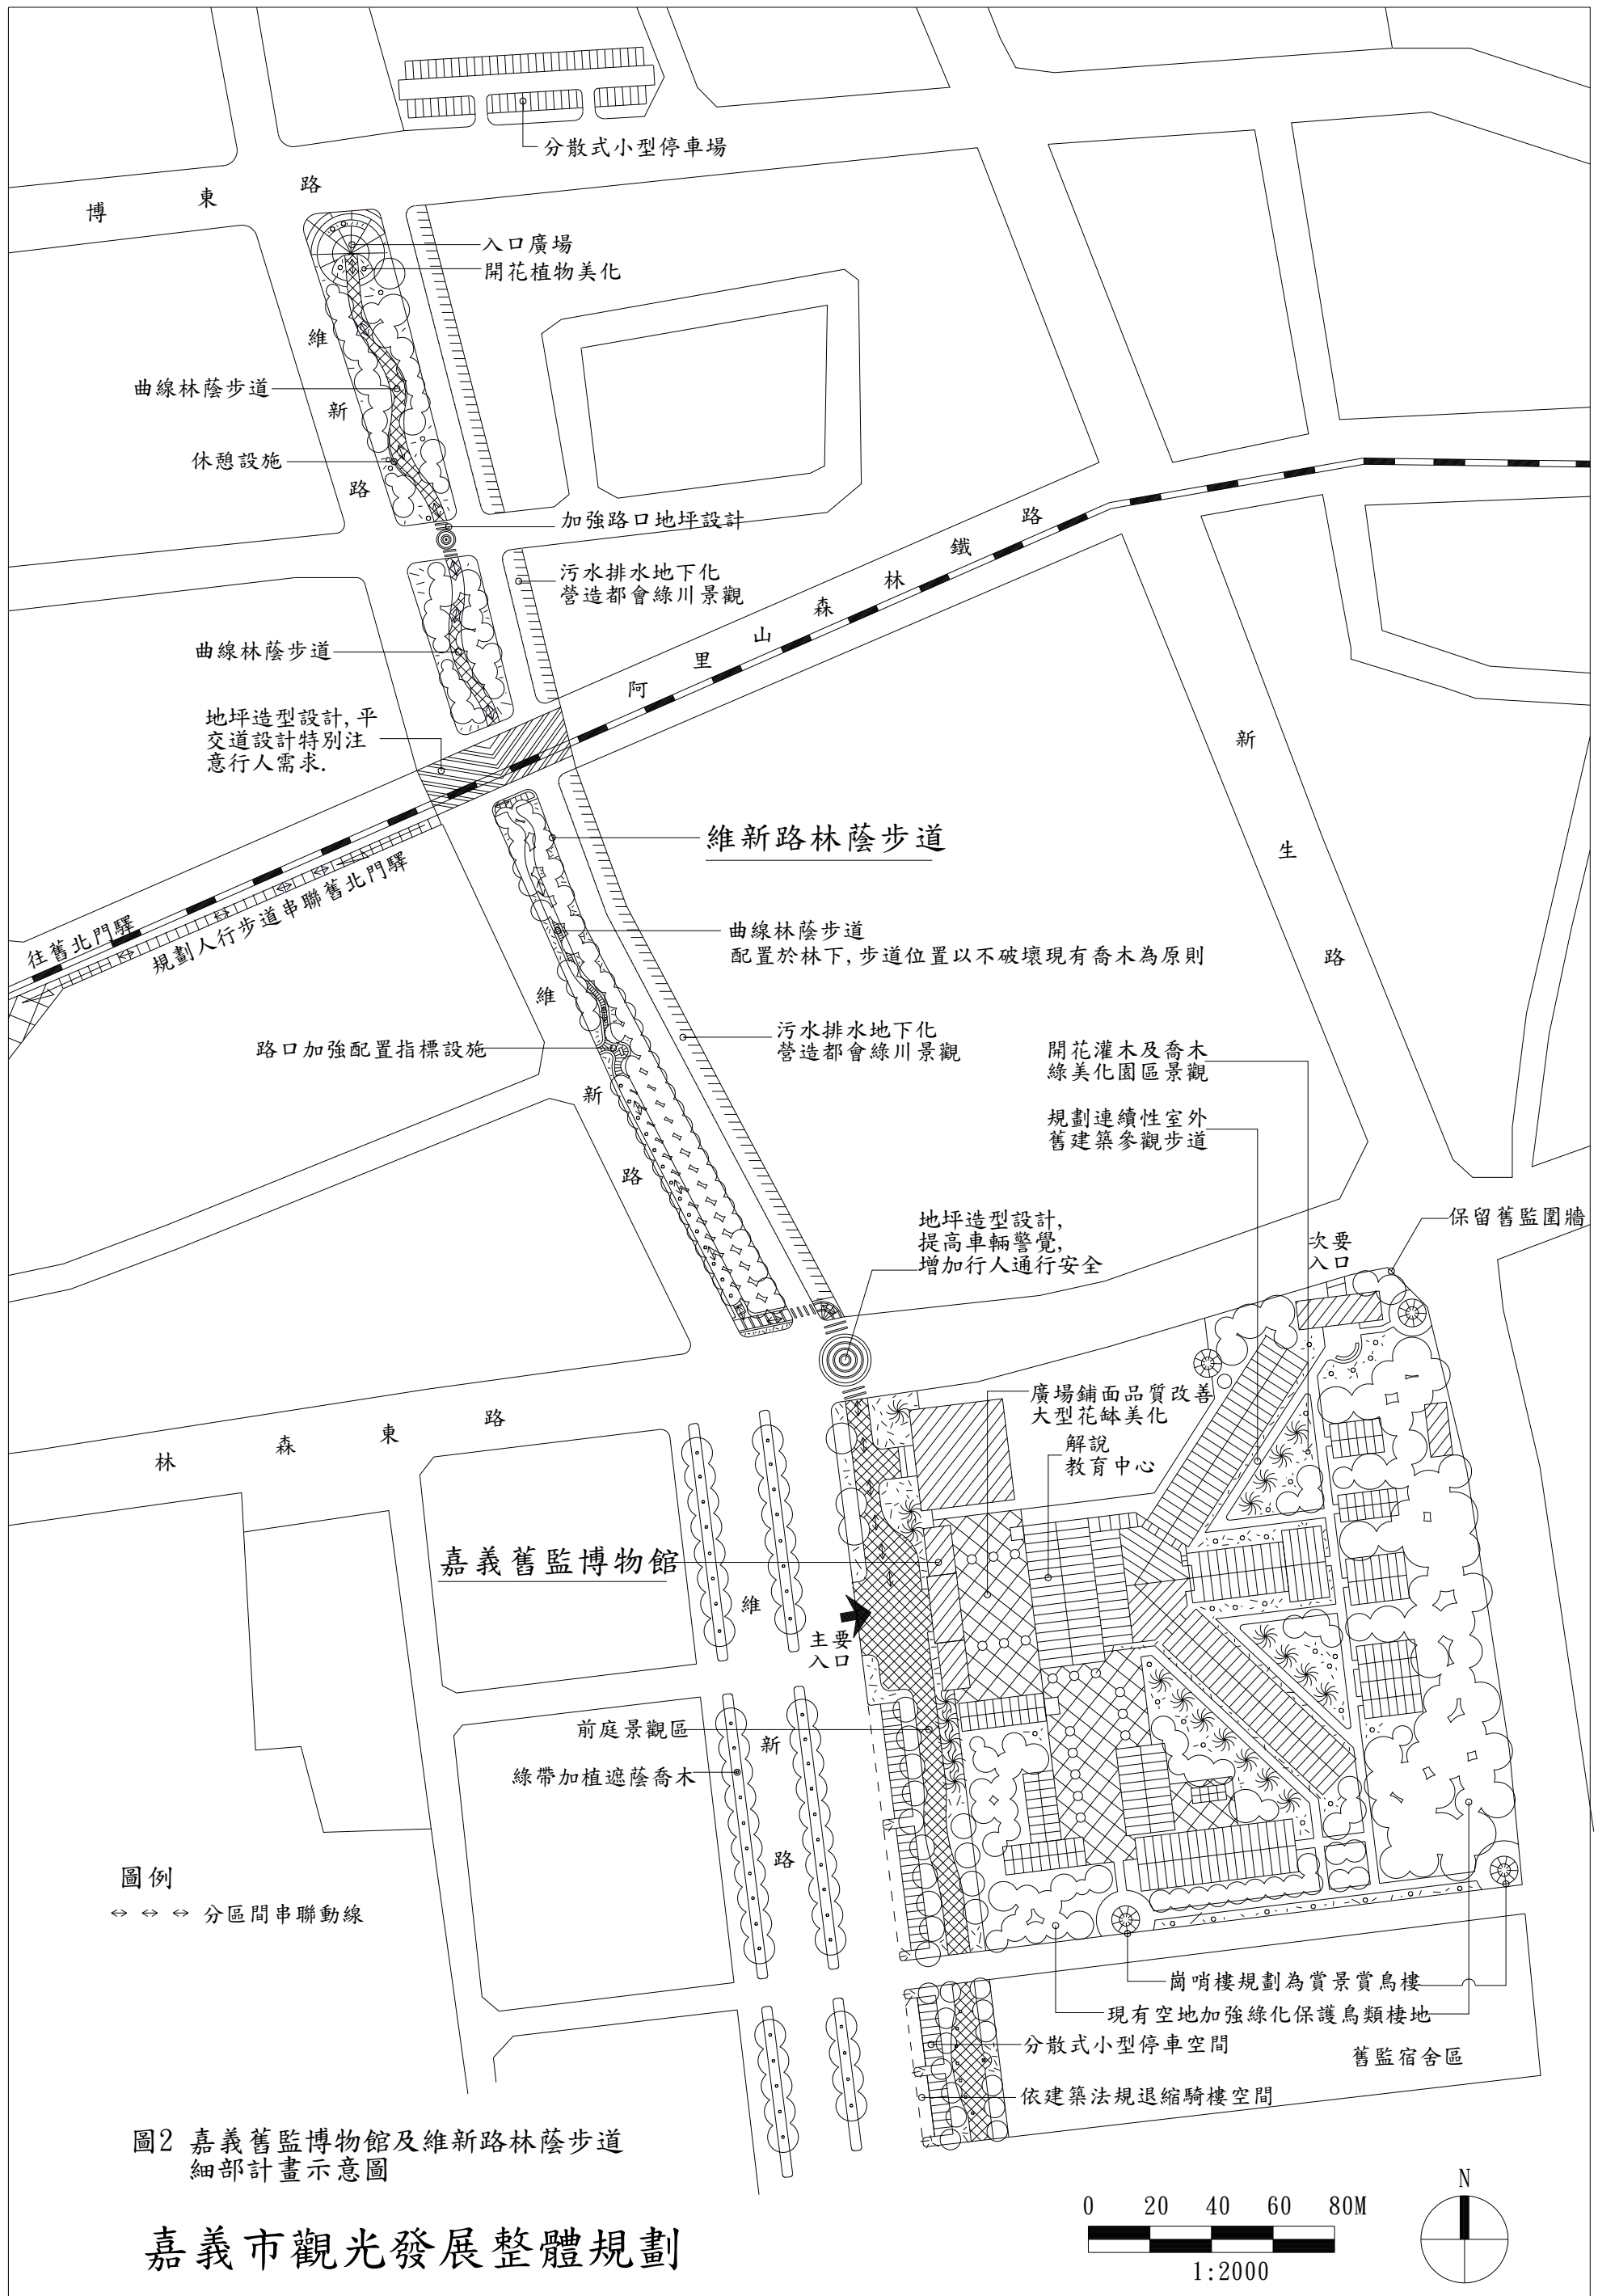 分散式小型停車場
博東路
入口廣場
開花植物美化
維新路
曲線林蔭步道
休憩設施
加強路口地坪設計
污水排水地下化
營造都會綠川景觀
阿里山森林鐵路
曲線林蔭步道
地坪造型設計,平
交道設計特別注
意行人需求.
新生路
維新路林蔭步道
往舊北門驛
規劃人行步道串聯舊北門驛
曲線林蔭步道
配置於林下,步道位置以不破壞現有喬木為原則
維新路
污水排水地下化
營造都會綠川景觀
路口加強配置指標設施
開花灌木及喬木
綠美化園區景觀
規劃連續性室外
舊建築參觀步道
地坪造型設計,
提高車輛警覺,
增加行人通行安全
保留舊監圍牆
次要
入口
廣場鋪面品質改善
大型花缽美化
解說
教育中心
林森東路
嘉義舊監博物館
維新路
主要
入口
前庭景觀區
綠帶加植遮蔭喬木
圖例
⇔ ⇔ ⇔ 分區間串聯動線
崗哨樓規劃為賞景賞鳥樓
現有空地加強綠化保護鳥類棲地
分散式小型停車空間
舊監宿舍區
依建築法規退縮騎樓空間
圖2 嘉義舊監博物館及維新路林蔭步道
細部計畫示意圖
嘉義市觀光發展整體規劃
0 20 40 60 80M
1:2000
N